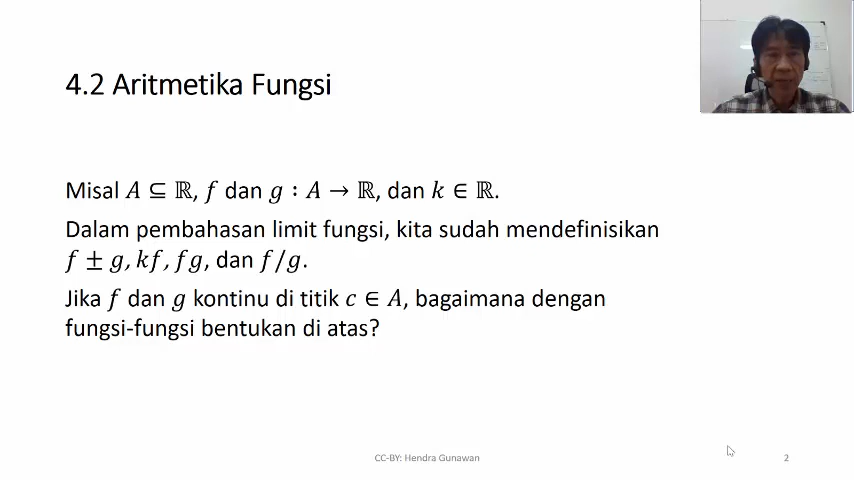 4.2 Aritmetika Fungsi
Misal 𝐴 ⊆ ℝ, 𝑓 dan 𝑔 : 𝐴 → ℝ, dan 𝑘 ∈ ℝ.
Dalam pembahasan limit fungsi, kita sudah mendefinisikan
𝑓 ± 𝑔, 𝑘𝑓, 𝑓𝑔, dan 𝑓/𝑔.
Jika 𝑓 dan 𝑔 kontinu di titik 𝑐 ∈ 𝐴, bagaimana dengan
fungsi-fungsi bentukan di atas?
CC-BY: Hendra Gunawan
2